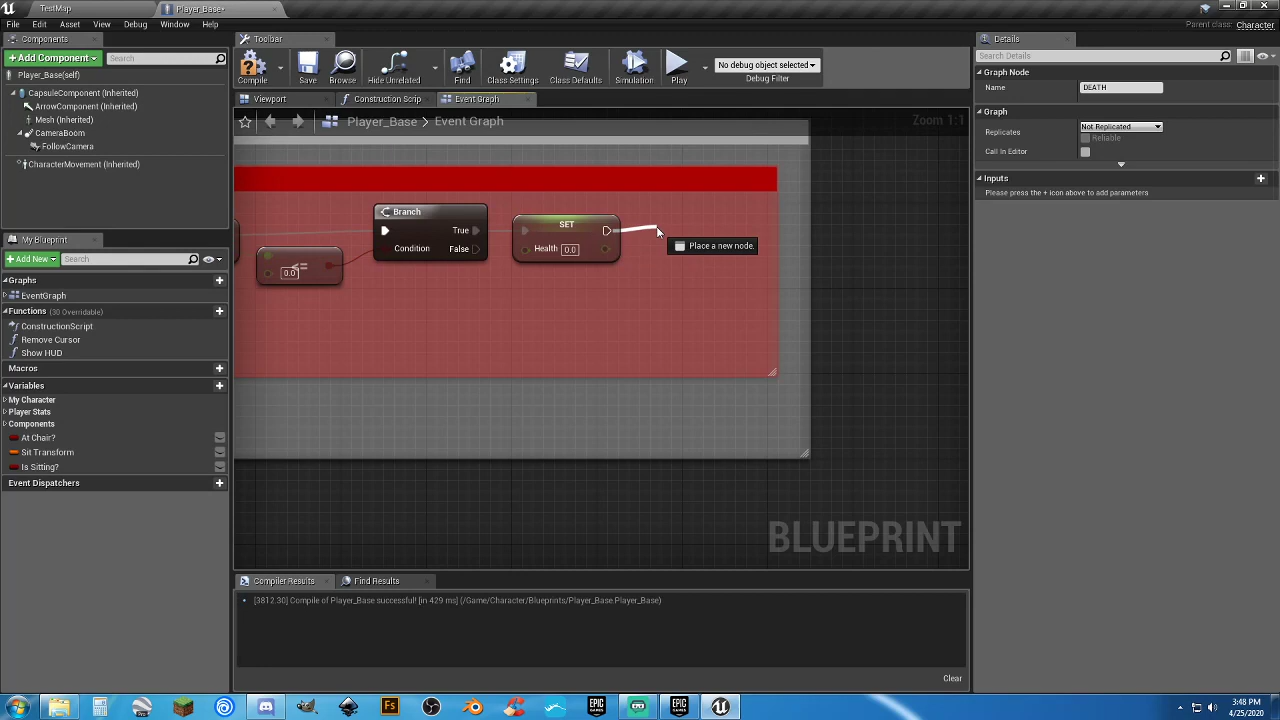 TestMap
Player_Base*
File Edit Asset View Debug Window Help
Parent class: Character
Components
+ Add Component
Search
Player_Base(self)
CapsuleComponent (Inherited)
ArrowComponent (Inherited)
Mesh (Inherited)
CameraBoom
FollowCamera
CharacterMovement (Inherited)
My Blueprint
+ Add New
Search
Graphs
EventGraph
Functions (30 Overridable)
ConstructionScript
Remove Cursor
Show HUD
Macros
Variables
My Character
Player Stats
Components
At Chair?
Sit Transform
Is Sitting?
Event Dispatchers
Toolbar
Compile
Save
Browse
Hide Unrelated
Find
Class Settings
Class Defaults
Simulation
Play
No debug object selected
Debug Filter
Viewport
Construction Scrip
Event Graph
Player_Base > Event Graph
Zoom 1:1
Branch
True
Condition
False
<=
0.0
SET
Health 0.0
Place a new node.
BLUEPRINT
Compiler Results
Find Results
[3812.30] Compile of Player_Base successful! [in 429 ms] (/Game/Character/Blueprints/Player_Base.Player_Base)
Clear
Details
Search Details
Graph Node
Name DEATH
Graph
Replicates Not Replicated
Reliable
Call In Editor
Inputs
Please press the + icon above to add parameters
Pro
Fs
EPIC GAMES
EPIC GAMES
3:48 PM
4/25/2020